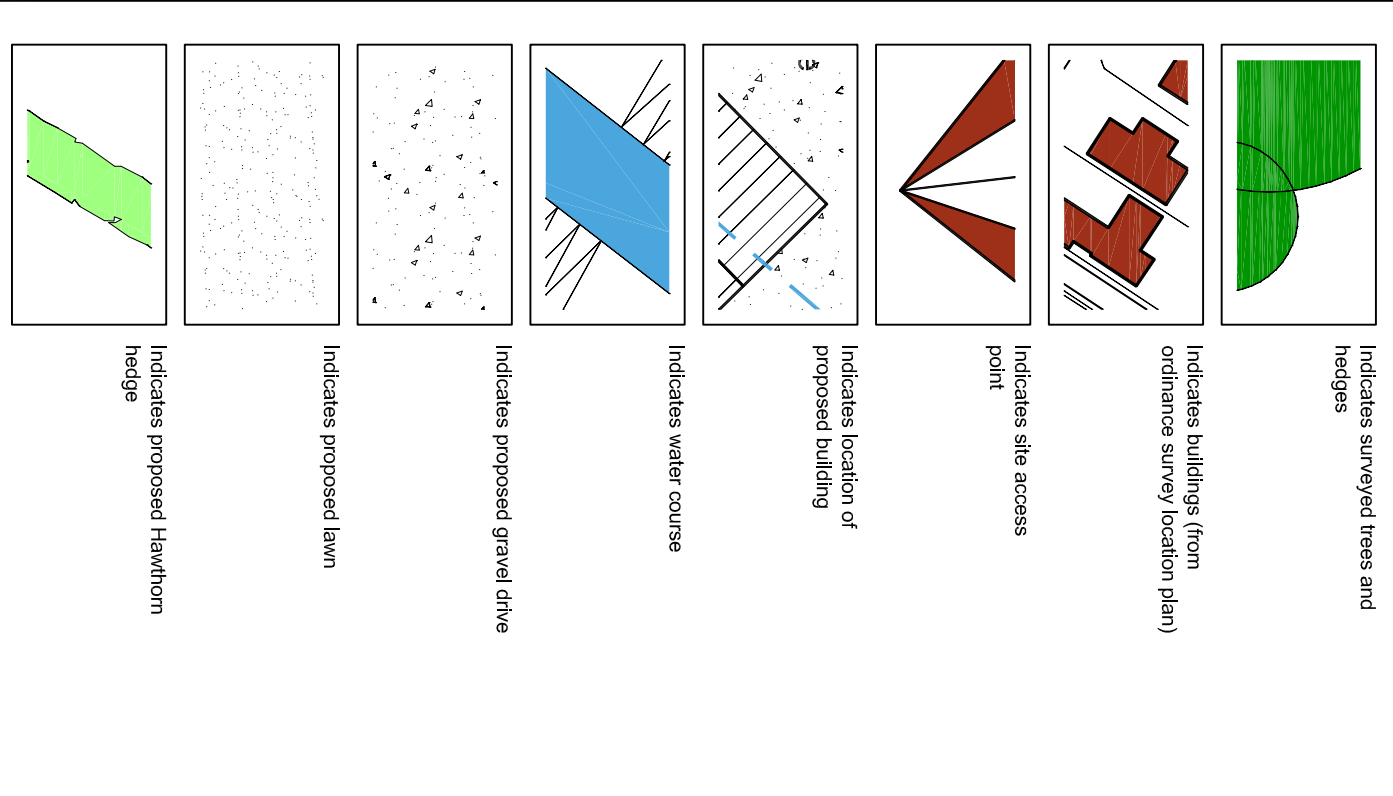 Indicates surveyed trees and
hedges
Indicates buildings (from
ordinance survey location plan)
Indicates site access
point
Indicates location of
proposed building
Indicates water course
Indicates proposed gravel drive
Indicates proposed lawn
Indicates proposed Hawthorn
hedge